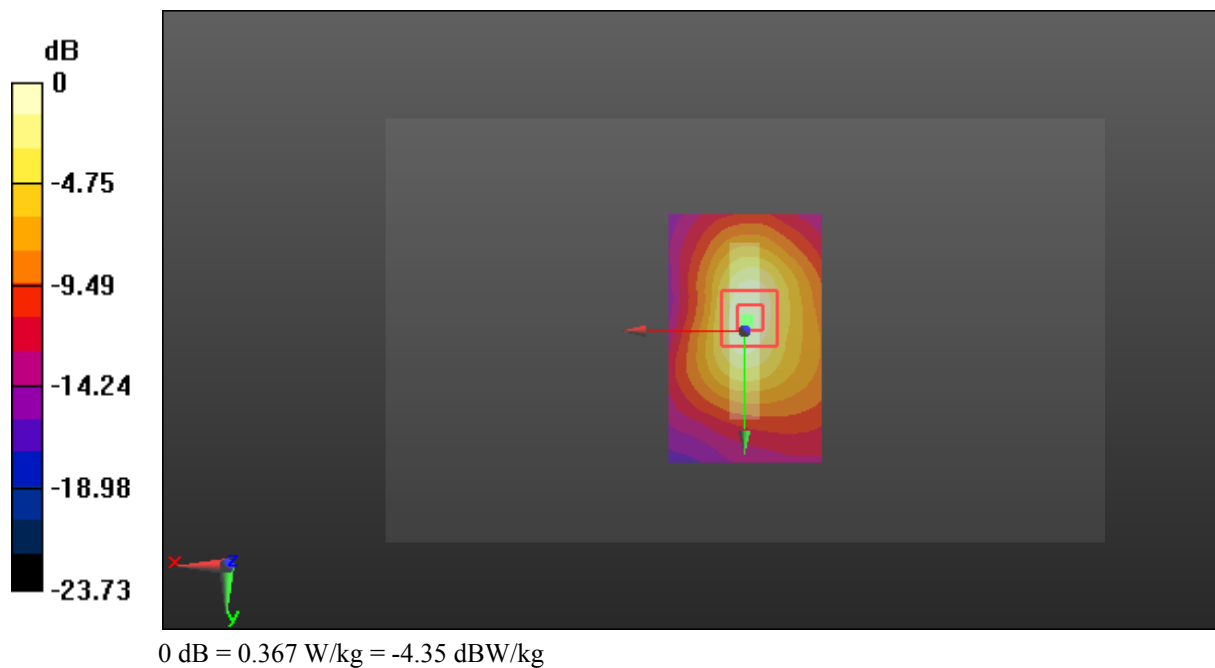 dB
0
-4.75
-9.49
-14.24
-18.98
-23.73
x
z
y
0 dB = 0.367 W/kg = -4.35 dBW/kg